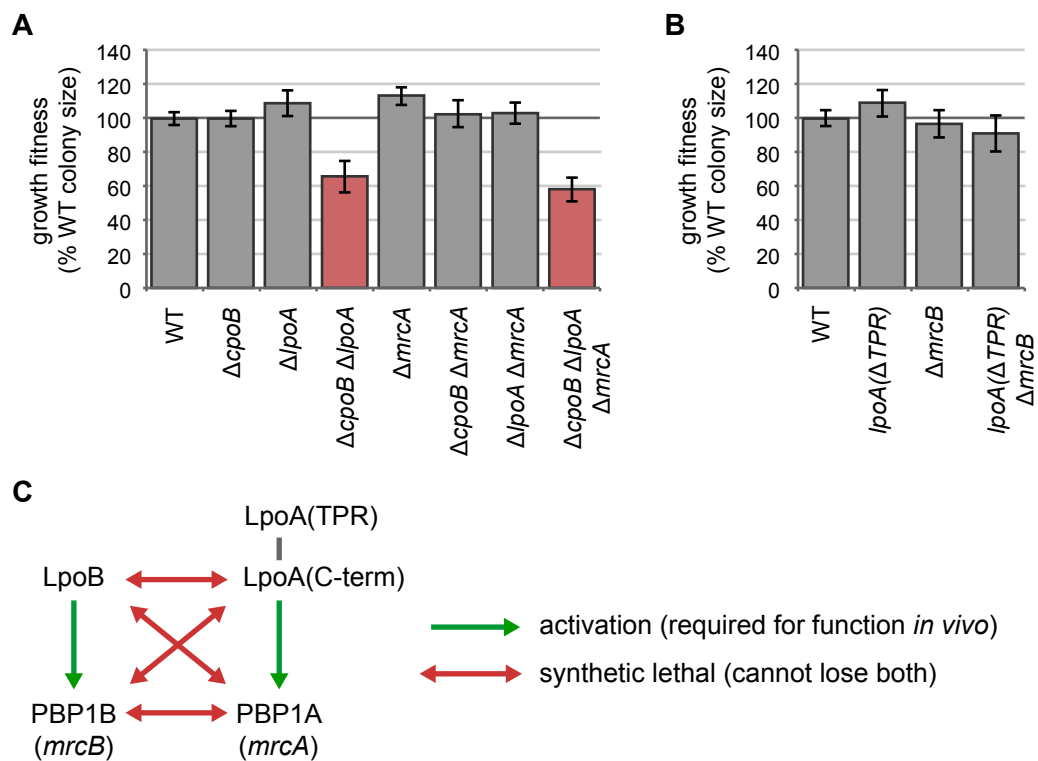 A
growth fitness
(% WT colony size)
140
120
100
80
60
40
20
0
WT
ΔcpoB
ΔlpoA
ΔcpoB ΔlpoA
ΔmrcA
ΔcpoB ΔmrcA
ΔlpoA ΔmrcA
ΔcpoB ΔlpoA
ΔmrcA
B
growth fitness
(% WT colony size)
140
120
100
80
60
40
20
0
WT
lpoA(ΔTPR)
ΔmrcB
lpoA(ΔTPR)
ΔmrcB
C
LpoA(TPR)
LpoB
LpoA(C-term)
PBP1B
(mrcB)
PBP1A
(mrcA)
activation (required for function in vivo)
synthetic lethal (cannot lose both)